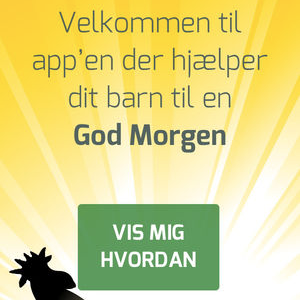 Velkommen til
app'en der hjælper
dit barn til en
God Morgen
VIS MIG
HVORDAN